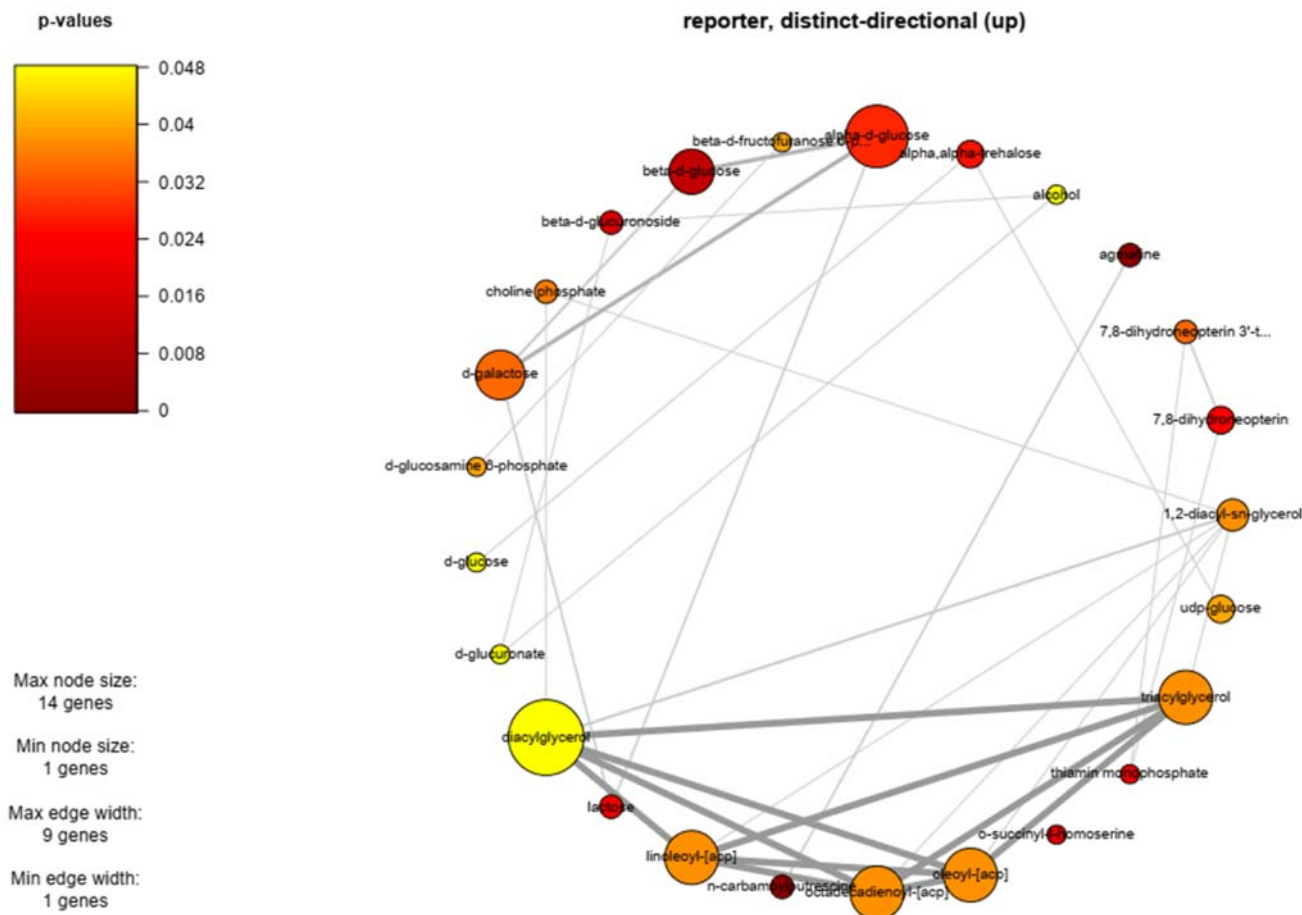 p-values
reporter, distinct-directional (up)
0.048
0.04
0.032
0.024
0.016
0.008
0
alpha-d-glucose
beta-d-fructofuranose 6-p...
alpha,alpha-trehalose
beta-d-glucose
alcohol
beta-d-glucuronoside
agmatine
choline phosphate
7,8-dihydroneopterin 3'-t...
d-galactose
7,8-dihydroneopterin
d-glucosamine 6-phosphate
1,2-diacyl-sn-glycerol
d-glucose
udp-glucose
d-glucuronate
triacylglycerol
diacylglycerol
thiamin monophosphate
lactose
o-succinyl-l-homoserine
linoleoyl-[acp]
oleoyl-[acp]
n-carbamoylputrescine
octadecadienoyl-[acp]
Max node size:
14 genes
Min node size:
1 genes
Max edge width:
9 genes
Min edge width:
1 genes